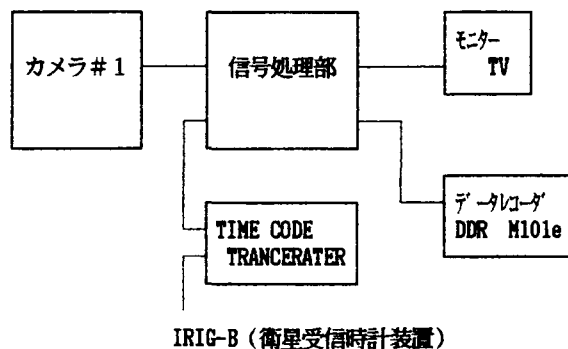 カメラ＃１
信号処理部
モニター
TV
TIME CODE
TRANCERATER
データレコーダ
DDR M101e
IRIG-B（衛星受信時計装置）